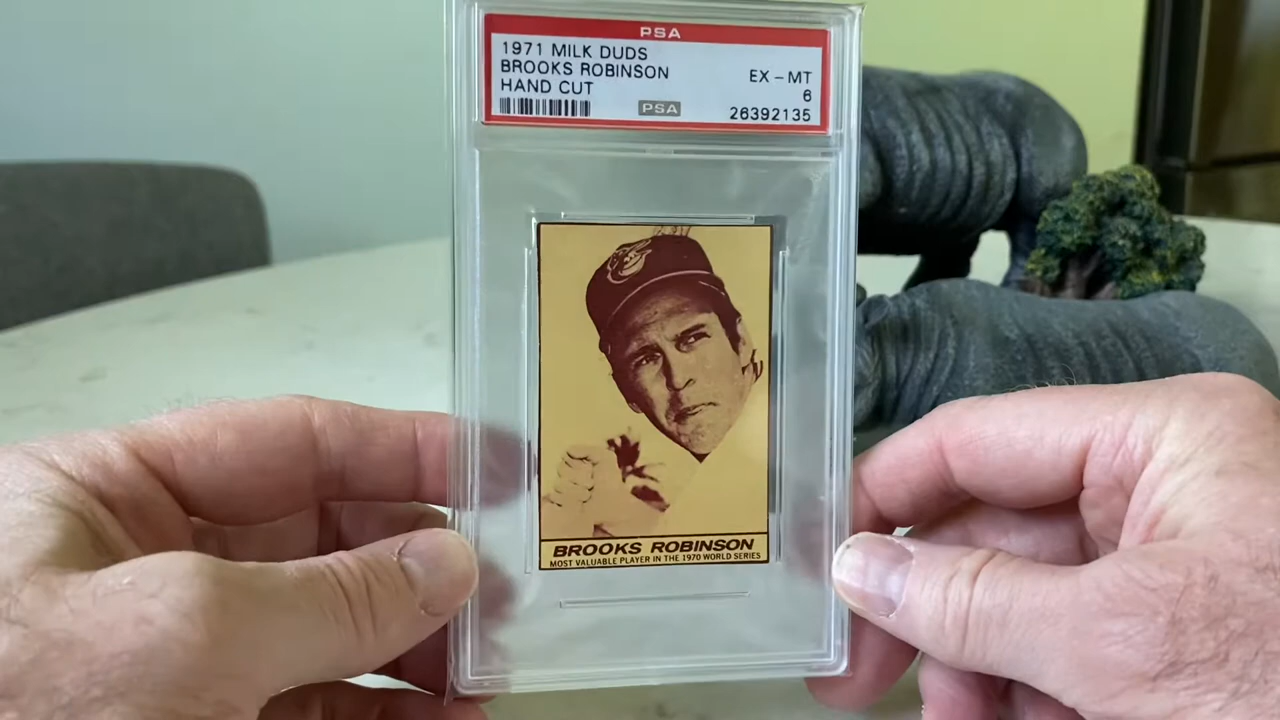 PSA
1971 MILK DUDS
BROOKS ROBINSON EX-MT
HAND CUT 6
PSA 26392135
BROOKS ROBINSON
MOST VALUABLE PLAYER IN THE 1970 WORLD SERIES